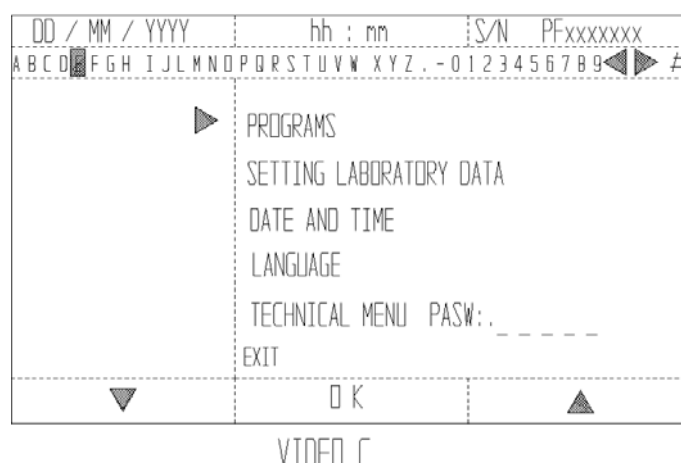 DD / MM / YYYY hh : mm S/N PFxxxxxxx
A B C D E F G H I J L M N O P Q R S T U V W X Y Z . - 0 1 2 3 4 5 6 7 8 9 #
PROGRAMS
SETTING LABORATORY DATA
DATE AND TIME
LANGUAGE
TECHNICAL MENU PASW:. _ _ _ _ _
EXIT
OK
VIDEO C